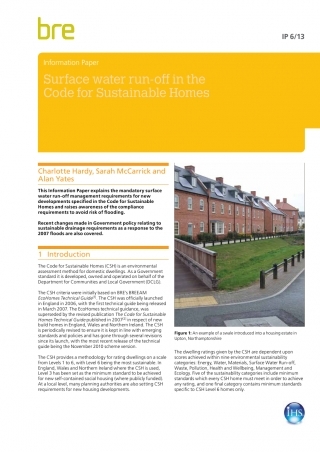 bre
IP 6/13
Information Paper
Surface water run-off in the
Code for Sustainable Homes
Charlotte Hardy, Sarah McCarrick and
Alan Yates
This Information Paper explains the mandatory surface
water run-off management requirements for new
developments specified in the Code for Sustainable
Homes and raises awareness of the compliance
requirements to avoid risk of flooding.
Recent changes made in Government policy relating to
sustainable drainage requirements as a response to the
2007 floods are also covered.
1 Introduction
The Code for Sustainable Homes (CSH) is an environmental
assessment method for domestic dwellings. As a Government
standard it is developed, owned and operated on behalf of the
Department for Communities and Local Government (DCLG).
The CSH criteria were initially based on BRE's BREEAM
EcoHomes Technical Guide. The CSH was officially launched
in England in 2006, with the first technical guide being released
in March 2007. The EcoHomes technical guidance, was
superseded by the revised publication The Code for Sustainable
Homes Technical Guide published in 2007 in respect of new
build homes in England, Wales and Northern Ireland. The CSH
is periodically revised to ensure it is kept in line with emerging
standards and policies and has gone through several revisions
since its launch, with the most recent release of the technical
guide being the November 2010 scheme version.
The CSH provides a methodology for rating dwellings on a scale
from Levels 1 to 6, with Level 6 being the most sustainable. In
England, Wales and Northern Ireland where the CSH is used,
Level 3 has been set as the minimum standard to be achieved
for new self-contained social housing (where publicly funded).
At a local level, many planning authorities are also setting CSH
requirements for new housing developments.
Figure 1: An example of a swale introduced into a housing estate in
Upton, Northamptonshire
The dwelling ratings given by the CSH are dependent upon
scores achieved within nine environmental sustainability
categories: Energy, Water, Materials, Surface Water Run-off,
Waste, Pollution, Health and Wellbeing, Management and
Ecology. Five of the sustainability categories include minimum
standards which every CSH home must meet in order to achieve
any rating, and one final category contains minimum standards
specific to CSH Level 6 homes only.
IHS